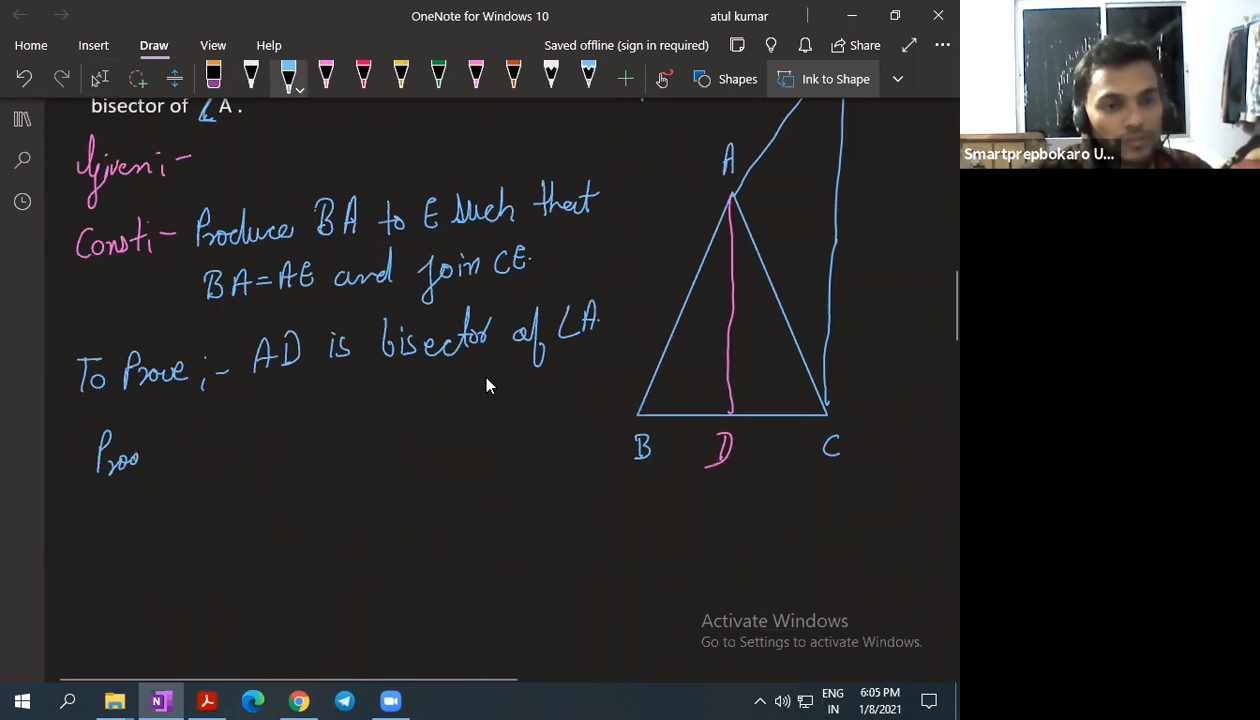 OneNote for Windows 10
atul kumar
Home Insert Draw View Help
Saved offline (sign in required)
Share
Shapes
Ink to Shape
bisector of ∠A .
Given:-
Const:- Produce BA to E such that
BA=AE and join CE.
To Prove :- AD is bisector of ∠A.
Proo
A
B
D
C
Smartprepbokaro U...
Activate Windows
Go to Settings to activate Windows.
ENG
IN
6:05 PM
1/8/2021